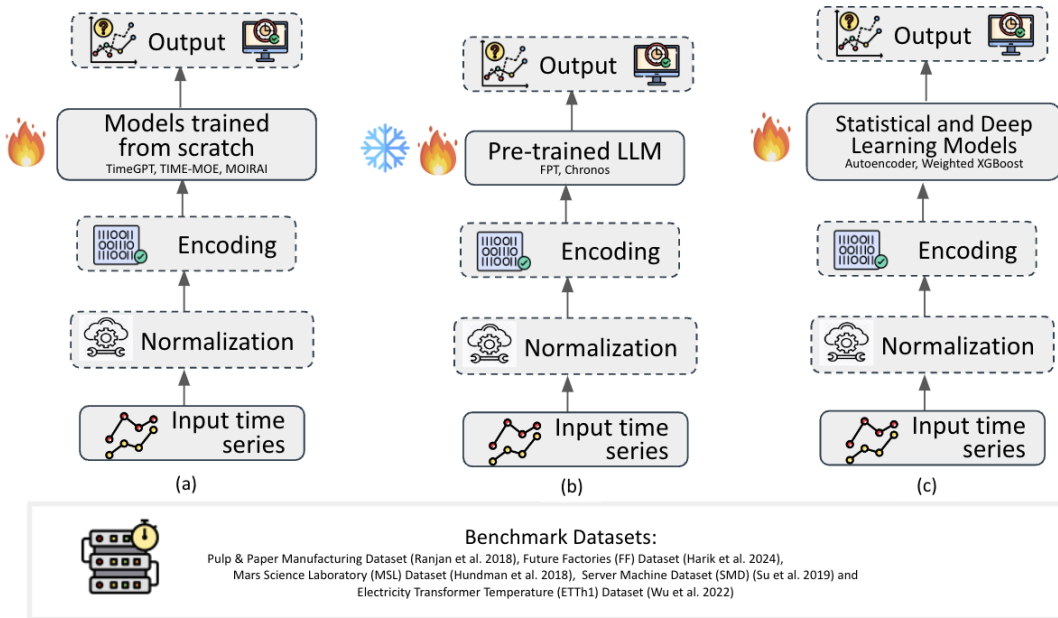 Output
Models trained
from scratch
TimeGPT, TIME-MOE, MOIRAI
Encoding
Normalization
Input time
series
(a)
Output
Pre-trained LLM
FPT, Chronos
Encoding
Normalization
Input time
series
(b)
Output
Statistical and Deep
Learning Models
Autoencoder, Weighted XGBoost
Encoding
Normalization
Input time
series
(c)
Benchmark Datasets:
Pulp & Paper Manufacturing Dataset (Ranjan et al. 2018), Future Factories (FF) Dataset (Harik et al. 2024),
Mars Science Laboratory (MSL) Dataset (Hundman et al. 2018), Server Machine Dataset (SMD) (Su et al. 2019) and
Electricity Transformer Temperature (ETTh1) Dataset (Wu et al. 2022)